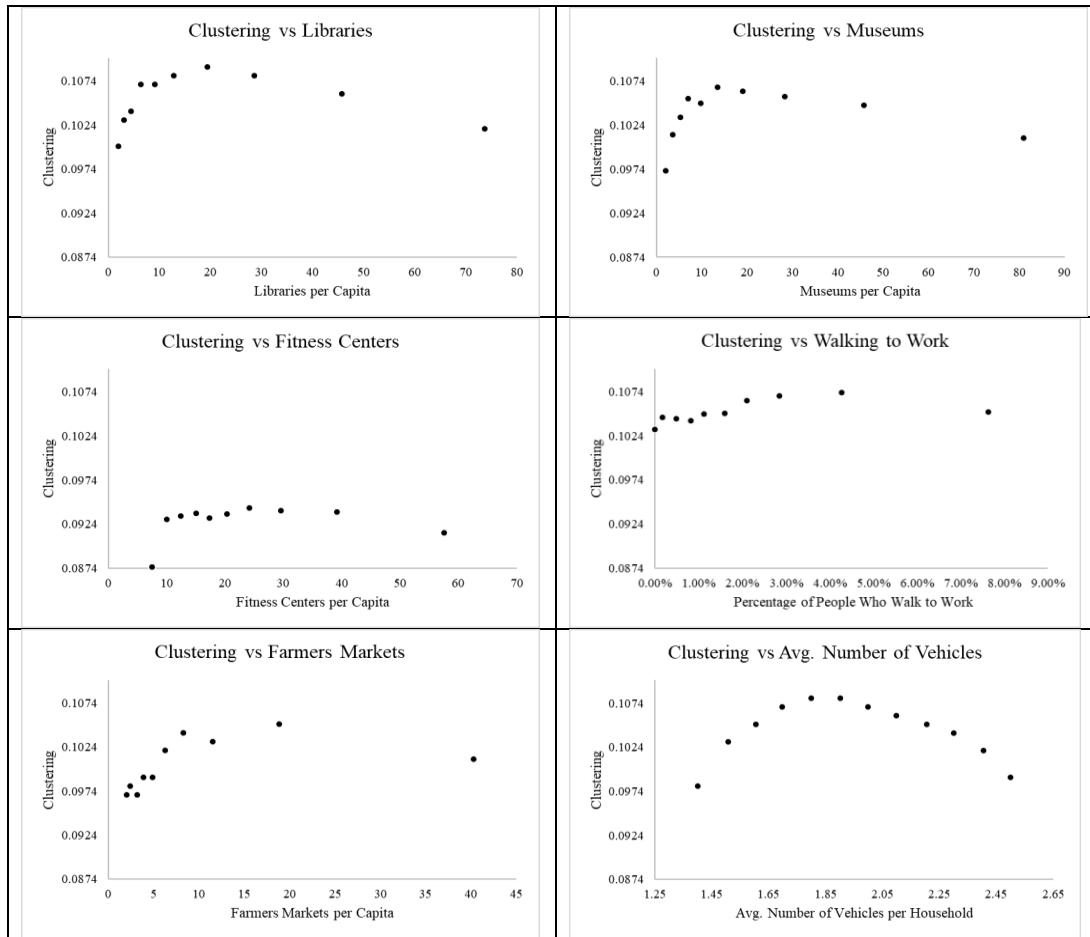 Clustering vs Libraries
0.1074
0.1024
0.0974
0.0924
0.0874
Clustering
0 10 20 30 40 50 60 70 80
Libraries per Capita
Clustering vs Museums
0.1074
0.1024
0.0974
0.0924
0.0874
Clustering
0 10 20 30 40 50 60 70 80 90
Museums per Capita
Clustering vs Fitness Centers
0.1074
0.1024
0.0974
0.0924
0.0874
Clustering
0 10 20 30 40 50 60 70
Fitness Centers per Capita
Clustering vs Walking to Work
0.1074
0.1024
0.0974
0.0924
0.0874
Clustering
0.00% 1.00% 2.00% 3.00% 4.00% 5.00% 6.00% 7.00% 8.00% 9.00%
Percentage of People Who Walk to Work
Clustering vs Farmers Markets
0.1074
0.1024
0.0974
0.0924
0.0874
Clustering
0 5 10 15 20 25 30 35 40 45
Farmers Markets per Capita
Clustering vs Avg. Number of Vehicles
0.1074
0.1024
0.0974
0.0924
0.0874
Clustering
1.25 1.45 1.65 1.85 2.05 2.25 2.45 2.65
Avg. Number of Vehicles per Household